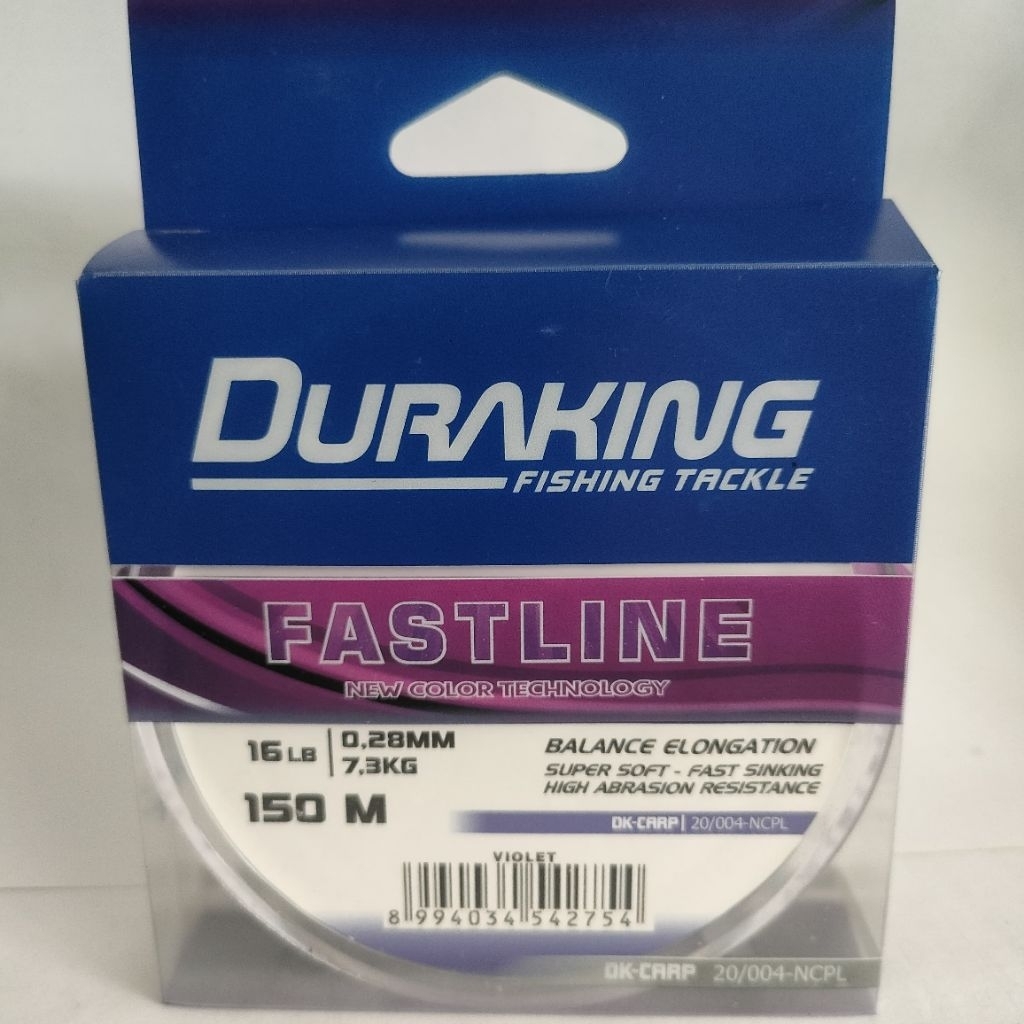 DURAKING
FISHING TACKLE
FASTLINE
NEW COLOR TECHNOLOGY
16 LB
0,28MM
7,3KG
150 M
BALANCE ELONGATION
SUPER SOFT - FAST SINKING
HIGH ABRASION RESISTANCE
DK-CARP | 20/004-NCPL
VIOLET
8 994034 542754
DK-CARP 20/004-NCPL